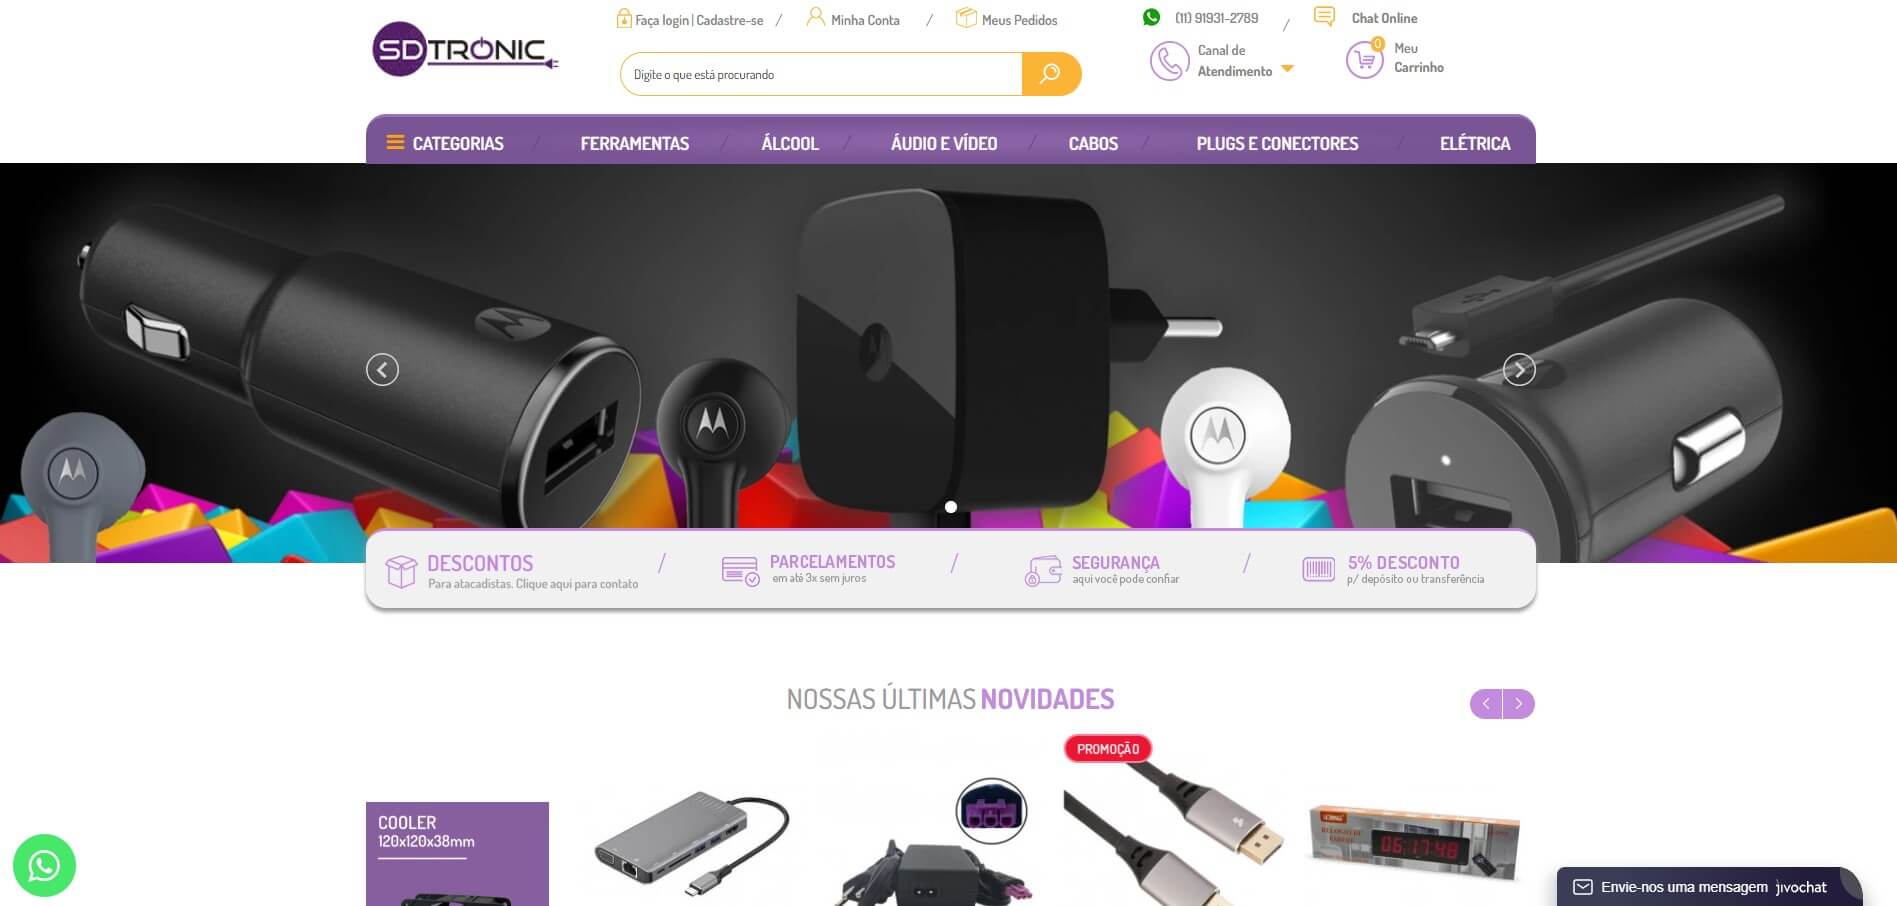 SDTRONIC
Faça login | Cadastre-se / Minha Conta / Meus Pedidos
(11) 91931-2789 / Chat Online
Digite o que está procurando
Canal de
Atendimento
0
Meu
Carrinho
CATEGORIAS / FERRAMENTAS / ÁLCOOL / ÁUDIO E VÍDEO / CABOS / PLUGS E CONECTORES / ELÉTRICA
DESCONTOS
Para atacadistas. Clique aqui para contato
/
PARCELAMENTOS
em até 3x sem juros
/
SEGURANÇA
aqui você pode confiar
/
5% DESCONTO
p/ depósito ou transferência
NOSSAS ÚLTIMAS NOVIDADES
PROMOÇÃO
COOLER
120x120x38mm
06:17:48
Envie-nos uma mensagem jivochat